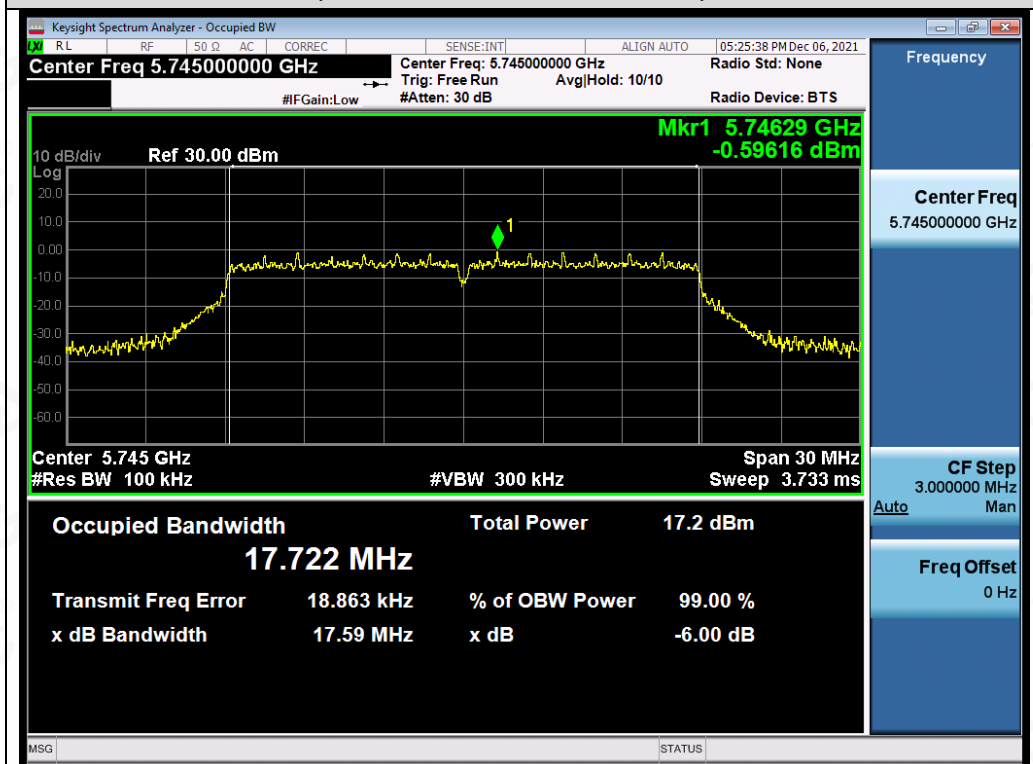 Keysight Spectrum Analyzer - Occupied BW
LXI RL RF 50 Ω AC CORREC SENSE:INT ALIGN AUTO 05:25:38 PM Dec 06, 2021
Center Freq 5.745000000 GHz
Center Freq: 5.745000000 GHz Radio Std: None
Trig: Free Run Avg|Hold: 10/10
#IFGain:Low #Atten: 30 dB Radio Device: BTS
Frequency
Mkr1 5.74629 GHz
-0.59616 dBm
10 dB/div Ref 30.00 dBm
Log
20.0
10.0
0.00
-10.0
-20.0
-30.0
-40.0
-50.0
-60.0
1
Center 5.745 GHz Span 30 MHz
#Res BW 100 kHz #VBW 300 kHz Sweep 3.733 ms
Center Freq
5.745000000 GHz
CF Step
3.000000 MHz
Auto Man
Freq Offset
0 Hz
Occupied Bandwidth Total Power 17.2 dBm
17.722 MHz
Transmit Freq Error 18.863 kHz % of OBW Power 99.00 %
x dB Bandwidth 17.59 MHz x dB -6.00 dB
MSG STATUS